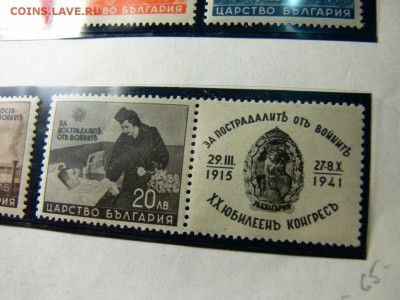 COINS.LAVE.RU
ЦАРСТВО БЪЛГАРИЯ
ЦАРСТВО БЪЛГАРИЯ
ЗА
ПОСТРАДАЛИТѢ
ОТЪ ВОЙНИТѢ
20 ЛВ
ЦАРСТВО БЪЛГАРИЯ
ЗА ПОСТРАДАЛИТѢ ОТЪ ВОЙНИТѢ
29.III.
1915
27-8.X.
1941
XX.ЮБИЛЕЕНЪ КОНГРЕСЪ
65-